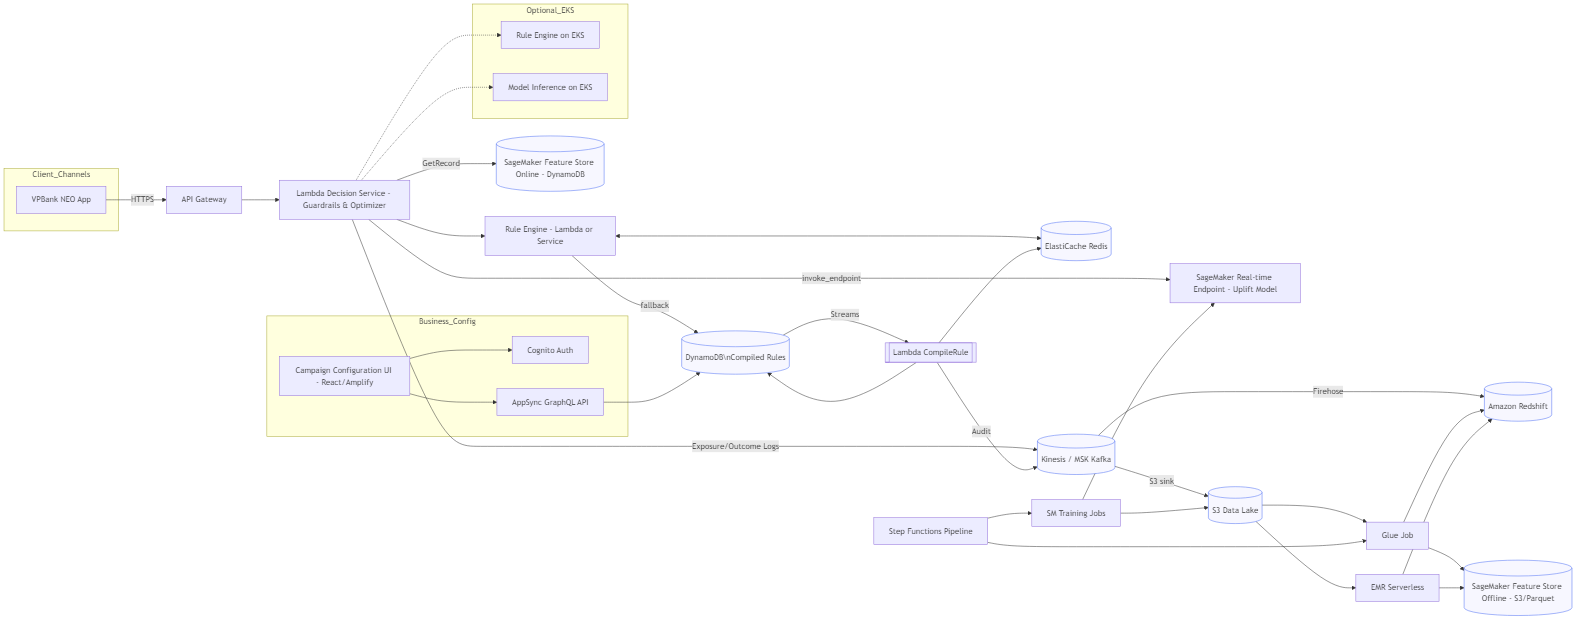 Optional_EKS
Rule Engine on EKS
Model Inference on EKS
Client_Channels
VPBank NEO App
HTTPS
API Gateway
Lambda Decision Service -
Guardrails & Optimizer
GetRecord
SageMaker Feature Store
Online - DynamoDB
Rule Engine - Lambda or
Service
ElastiCache Redis
invoke_endpoint
SageMaker Real-time
Endpoint - Uplift Model
fallback
Business_Config
Campaign Configuration UI
- React/Amplify
Cognito Auth
AppSync GraphQL API
DynamoDB\nCompiled Rules
Streams
Lambda CompileRule
Audit
Exposure/Outcome Logs
Kinesis / MSK Kafka
Firehose
Amazon Redshift
S3 sink
S3 Data Lake
Step Functions Pipeline
SM Training Jobs
Glue Job
EMR Serverless
SageMaker Feature Store
Offline - S3/Parquet